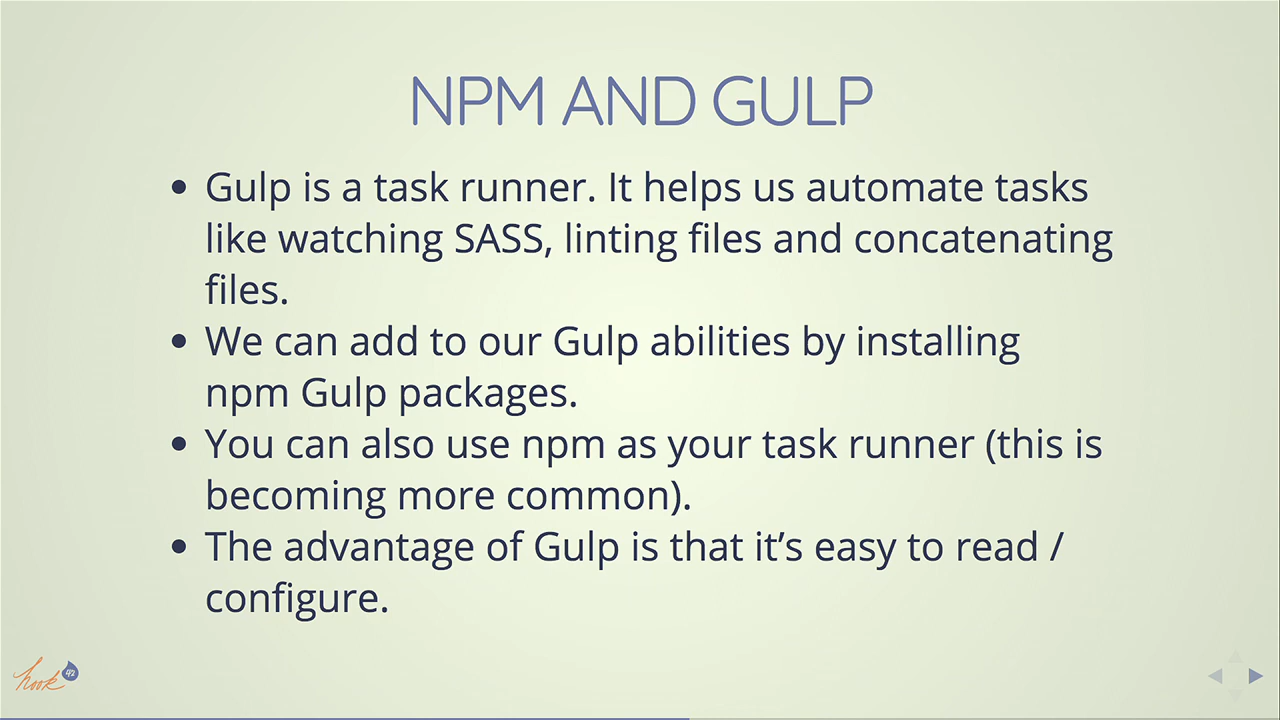 NPM AND GULP
Gulp is a task runner. It helps us automate tasks
like watching SASS, linting files and concatenating
files.
We can add to our Gulp abilities by installing
npm Gulp packages.
You can also use npm as your task runner (this is
becoming more common).
The advantage of Gulp is that it’s easy to read /
configure.
hook 42